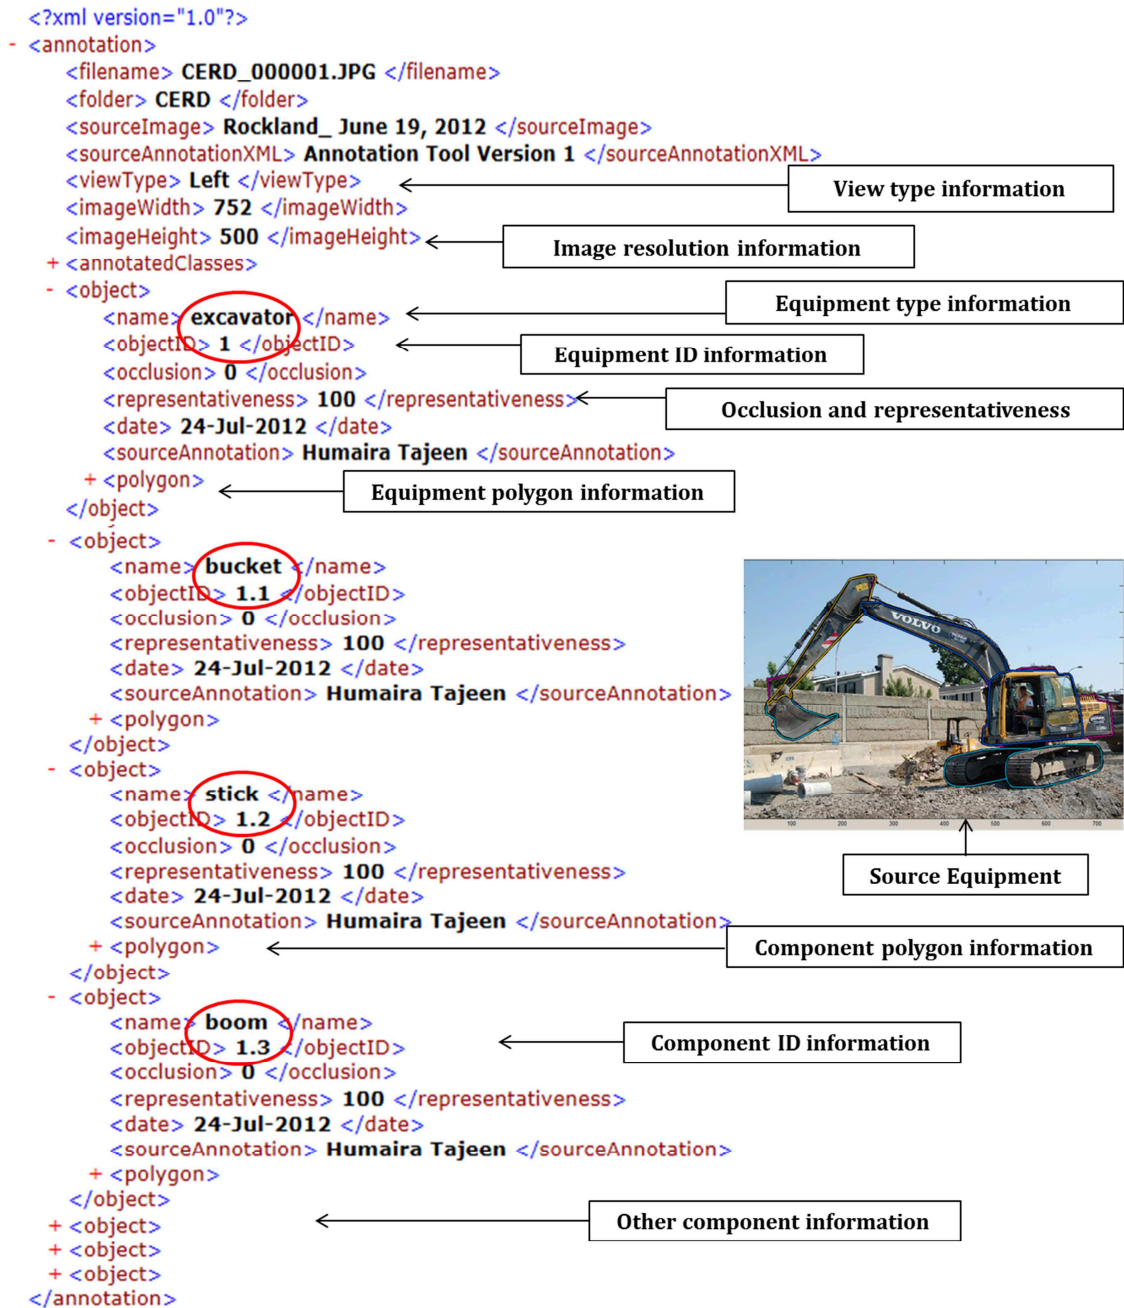 <?xml version="1.0"?>
- <annotation>
<filename> CERD_000001.JPG </filename>
<folder> CERD </folder>
<sourceImage> Rockland_ June 19, 2012 </sourceImage>
<sourceAnnotationXML> Annotation Tool Version 1 </sourceAnnotationXML>
<viewType> Left </viewType>
View type information
<imageWidth> 752 </imageWidth>
<imageHeight> 500 </imageHeight>
Image resolution information
+ <annotatedClasses>
- <object>
<name> excavator </name>
Equipment type information
<objectID> 1 </objectID>
Equipment ID information
<occlusion> 0 </occlusion>
<representativeness> 100 </representativeness>
Occlusion and representativeness
<date> 24-Jul-2012 </date>
<sourceAnnotation> Humaira Tajeen </sourceAnnotation>
+ <polygon>
Equipment polygon information
</object>
- <object>
<name> bucket </name>
<objectID> 1.1 </objectID>
<occlusion> 0 </occlusion>
<representativeness> 100 </representativeness>
<date> 24-Jul-2012 </date>
<sourceAnnotation> Humaira Tajeen </sourceAnnotation>
+ <polygon>
</object>
VOLVO
100 200 300 400 500 600 700
Source Equipment
- <object>
<name> stick </name>
<objectID> 1.2 </objectID>
<occlusion> 0 </occlusion>
<representativeness> 100 </representativeness>
<date> 24-Jul-2012 </date>
<sourceAnnotation> Humaira Tajeen </sourceAnnotation>
+ <polygon>
Component polygon information
</object>
- <object>
<name> boom </name>
<objectID> 1.3 </objectID>
Component ID information
<occlusion> 0 </occlusion>
<representativeness> 100 </representativeness>
<date> 24-Jul-2012 </date>
<sourceAnnotation> Humaira Tajeen </sourceAnnotation>
+ <polygon>
</object>
Other component information
+ <object>
+ <object>
+ <object>
</annotation>